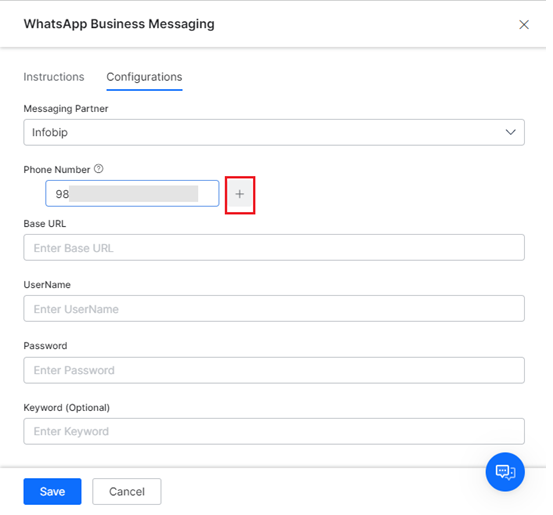 WhatsApp Business Messaging
Instructions Configurations
Messaging Partner
Infobip
Phone Number
98
Base URL
Enter Base URL
UserName
Enter UserName
Password
Enter Password
Keyword (Optional)
Enter Keyword
Save Cancel